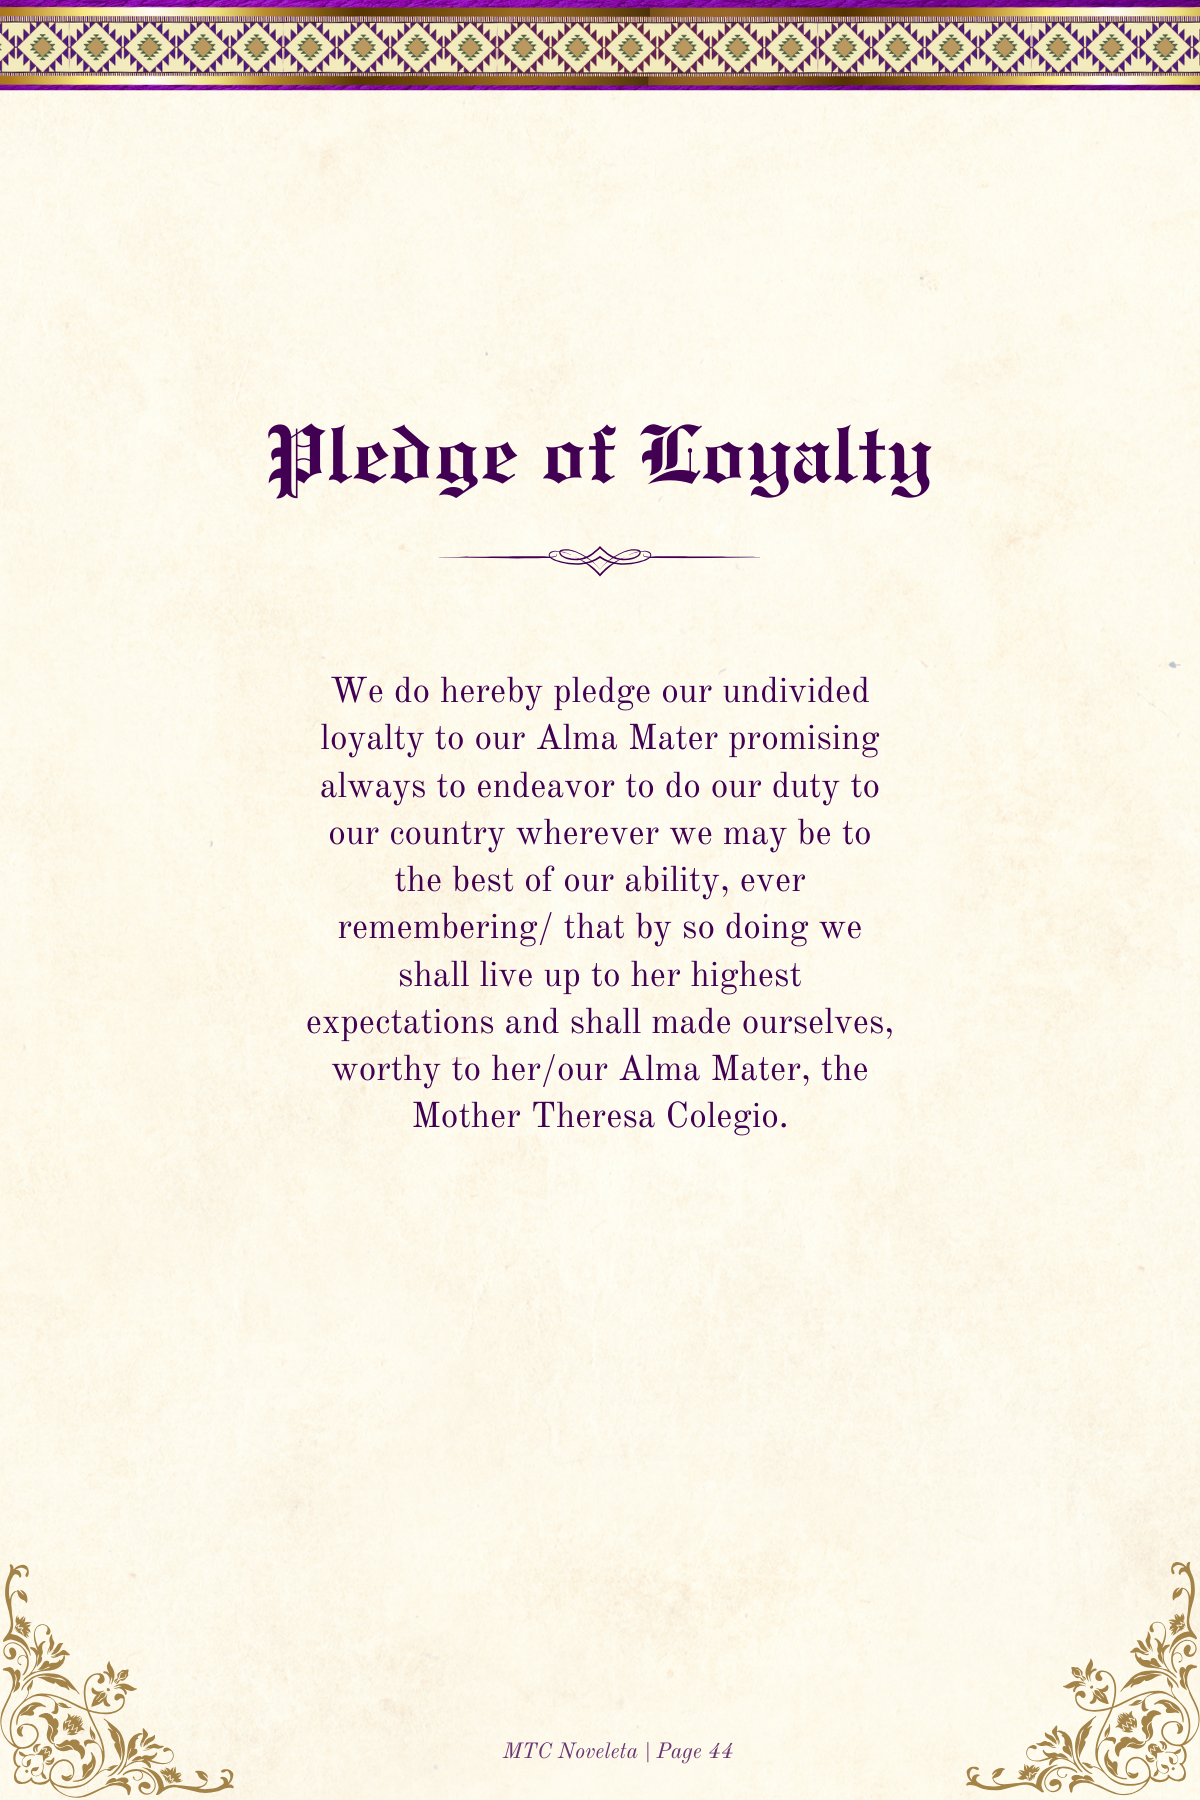 Pledge of Loyalty
We do hereby pledge our undivided
loyalty to our Alma Mater promising
always to endeavor to do our duty to
our country wherever we may be to
the best of our ability, ever
remembering/ that by so doing we
shall live up to her highest
expectations and shall made ourselves,
worthy to her/our Alma Mater, the
Mother Theresa Colegio.
MTC Noveleta | Page 44